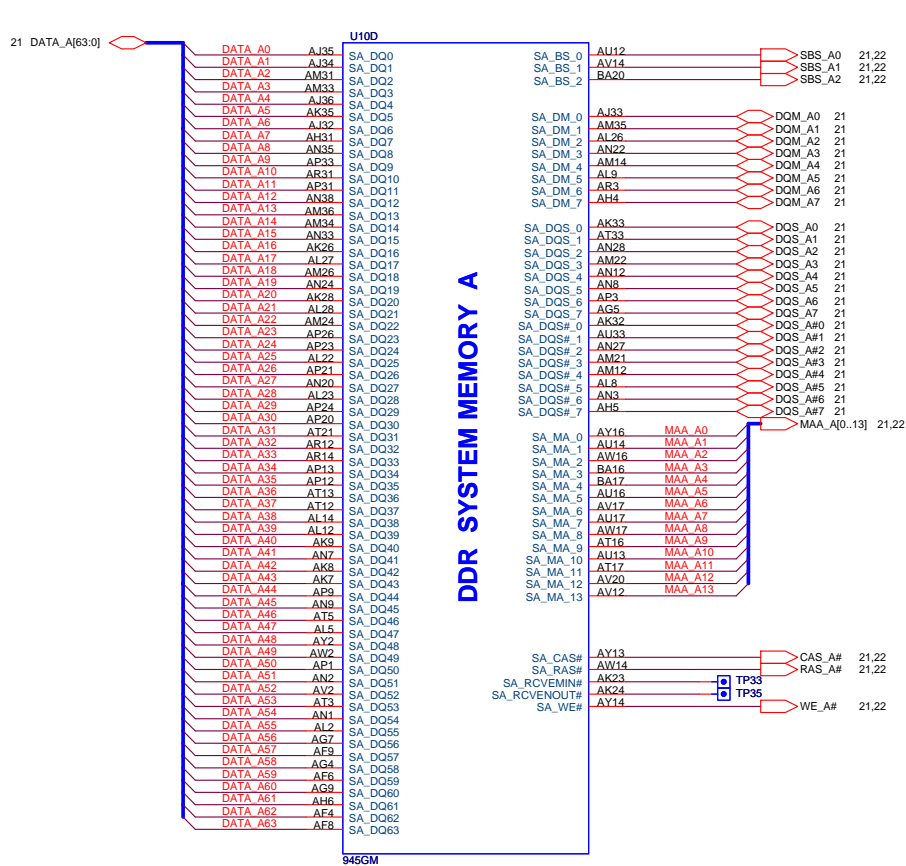 U10D
21 DATA_A[63:0]
DATA_A0 AJ35 SA_DQ0
DATA_A1 AJ34 SA_DQ1
DATA_A2 AM31 SA_DQ2
DATA_A3 AM33 SA_DQ3
DATA_A4 AJ36 SA_DQ4
DATA_A5 AK35 SA_DQ5
DATA_A6 AJ32 SA_DQ6
DATA_A7 AH31 SA_DQ7
DATA_A8 AN35 SA_DQ8
DATA_A9 AP33 SA_DQ9
DATA_A10 AR31 SA_DQ10
DATA_A11 AP31 SA_DQ11
DATA_A12 AN38 SA_DQ12
DATA_A13 AM36 SA_DQ13
DATA_A14 AM34 SA_DQ14
DATA_A15 AN33 SA_DQ15
DATA_A16 AK26 SA_DQ16
DATA_A17 AL27 SA_DQ17
DATA_A18 AM26 SA_DQ18
DATA_A19 AN24 SA_DQ19
DATA_A20 AK28 SA_DQ20
DATA_A21 AL28 SA_DQ21
DATA_A22 AM24 SA_DQ22
DATA_A23 AP26 SA_DQ23
DATA_A24 AP23 SA_DQ24
DATA_A25 AL22 SA_DQ25
DATA_A26 AP21 SA_DQ26
DATA_A27 AN20 SA_DQ27
DATA_A28 AL23 SA_DQ28
DATA_A29 AP24 SA_DQ29
DATA_A30 AP20 SA_DQ30
DATA_A31 AT21 SA_DQ31
DATA_A32 AR12 SA_DQ32
DATA_A33 AR14 SA_DQ33
DATA_A34 AP13 SA_DQ34
DATA_A35 AP12 SA_DQ35
DATA_A36 AT13 SA_DQ36
DATA_A37 AT12 SA_DQ37
DATA_A38 AL14 SA_DQ38
DATA_A39 AL12 SA_DQ39
DATA_A40 AK9 SA_DQ40
DATA_A41 AN7 SA_DQ41
DATA_A42 AK8 SA_DQ42
DATA_A43 AK7 SA_DQ43
DATA_A44 AP9 SA_DQ44
DATA_A45 AN9 SA_DQ45
DATA_A46 AT5 SA_DQ46
DATA_A47 AL5 SA_DQ47
DATA_A48 AY2 SA_DQ48
DATA_A49 AW2 SA_DQ49
DATA_A50 AP1 SA_DQ50
DATA_A51 AN2 SA_DQ51
DATA_A52 AV2 SA_DQ52
DATA_A53 AT3 SA_DQ53
DATA_A54 AN1 SA_DQ54
DATA_A55 AL2 SA_DQ55
DATA_A56 AG7 SA_DQ56
DATA_A57 AF9 SA_DQ57
DATA_A58 AG4 SA_DQ58
DATA_A59 AF6 SA_DQ59
DATA_A60 AG9 SA_DQ60
DATA_A61 AH6 SA_DQ61
DATA_A62 AF4 SA_DQ62
DATA_A63 AF8 SA_DQ63
DDR SYSTEM MEMORY A
SA_BS_0 AU12 SBS_A0 21,22
SA_BS_1 AV14 SBS_A1 21,22
SA_BS_2 BA20 SBS_A2 21,22
SA_DM_0 AJ33 DQM_A0 21
SA_DM_1 AM35 DQM_A1 21
SA_DM_2 AL26 DQM_A2 21
SA_DM_3 AN22 DQM_A3 21
SA_DM_4 AM14 DQM_A4 21
SA_DM_5 AL9 DQM_A5 21
SA_DM_6 AR3 DQM_A6 21
SA_DM_7 AH4 DQM_A7 21
SA_DQS_0 AK33 DQS_A0 21
SA_DQS_1 AT33 DQS_A1 21
SA_DQS_2 AN28 DQS_A2 21
SA_DQS_3 AM22 DQS_A3 21
SA_DQS_4 AN12 DQS_A4 21
SA_DQS_5 AN8 DQS_A5 21
SA_DQS_6 AP3 DQS_A6 21
SA_DQS_7 AG5 DQS_A7 21
SA_DQS#_0 AK32 DQS_A#0 21
SA_DQS#_1 AU33 DQS_A#1 21
SA_DQS#_2 AN27 DQS_A#2 21
SA_DQS#_3 AM21 DQS_A#3 21
SA_DQS#_4 AM12 DQS_A#4 21
SA_DQS#_5 AL8 DQS_A#5 21
SA_DQS#_6 AN3 DQS_A#6 21
SA_DQS#_7 AH5 DQS_A#7 21
MAA_A[0..13] 21,22
SA_MA_0 AY16 MAA_A0
SA_MA_1 AU14 MAA_A1
SA_MA_2 AW16 MAA_A2
SA_MA_3 BA16 MAA_A3
SA_MA_4 BA17 MAA_A4
SA_MA_5 AU16 MAA_A5
SA_MA_6 AV17 MAA_A6
SA_MA_7 AU17 MAA_A7
SA_MA_8 AW17 MAA_A8
SA_MA_9 AT16 MAA_A9
SA_MA_10 AU13 MAA_A10
SA_MA_11 AT17 MAA_A11
SA_MA_12 AV20 MAA_A12
SA_MA_13 AV12 MAA_A13
SA_CAS# AY13 CAS_A# 21,22
SA_RAS# AW14 RAS_A# 21,22
SA_RCVEMIN# AK23 TP33
SA_RCVENOUT# AK24 TP35
SA_WE# AY14 WE_A# 21,22
945GM